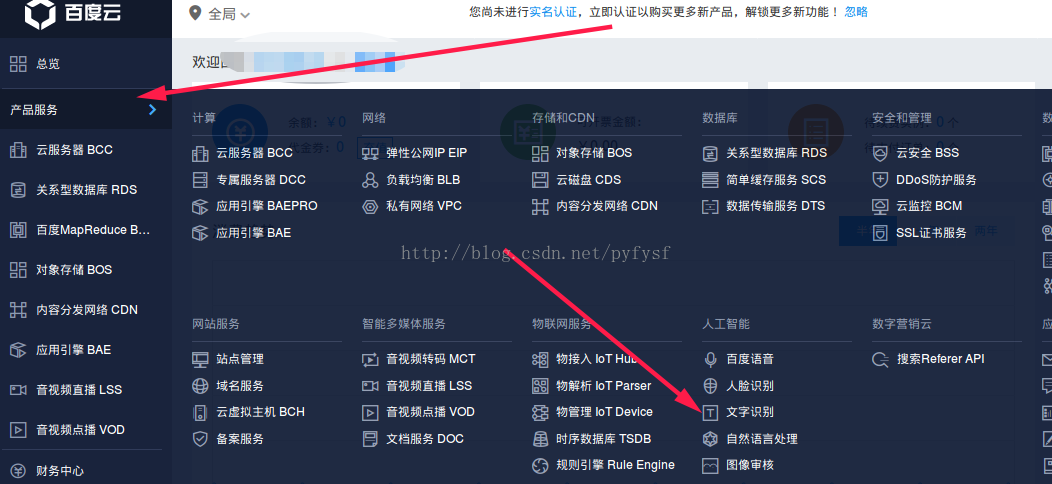 百度云
全局
您尚未进行实名认证，立即认证以购买更多新产品，解锁更多新功能！ 忽略
总览
产品服务
云服务器 BCC
关系型数据库 RDS
百度MapReduce B...
对象存储 BOS
内容分发网络 CDN
应用引擎 BAE
音视频直播 LSS
音视频点播 VOD
财务中心
欢迎
计算
云服务器 BCC
专属服务器 DCC
应用引擎 BAEPRO
应用引擎 BAE
网络
弹性公网IP EIP
负载均衡 BLB
私有网络 VPC
存储和CDN
对象存储 BOS
云磁盘 CDS
内容分发网络 CDN
数据库
关系型数据库 RDS
简单缓存服务 SCS
数据传输服务 DTS
安全和管理
云安全 BSS
DDoS防护服务
云监控 BCM
SSL证书服务
http://blog.csdn.net/pyfysf
网站服务
站点管理
域名服务
云虚拟主机 BCH
备案服务
智能多媒体服务
音视频转码 MCT
音视频直播 LSS
音视频点播 VOD
文档服务 DOC
物联网服务
物接入 IoT Hub
物解析 IoT Parser
物管理 IoT Device
时序数据库 TSDB
规则引擎 Rule Engine
人工智能
百度语音
人脸识别
文字识别
自然语言处理
图像审核
数字营销云
搜索Referer API